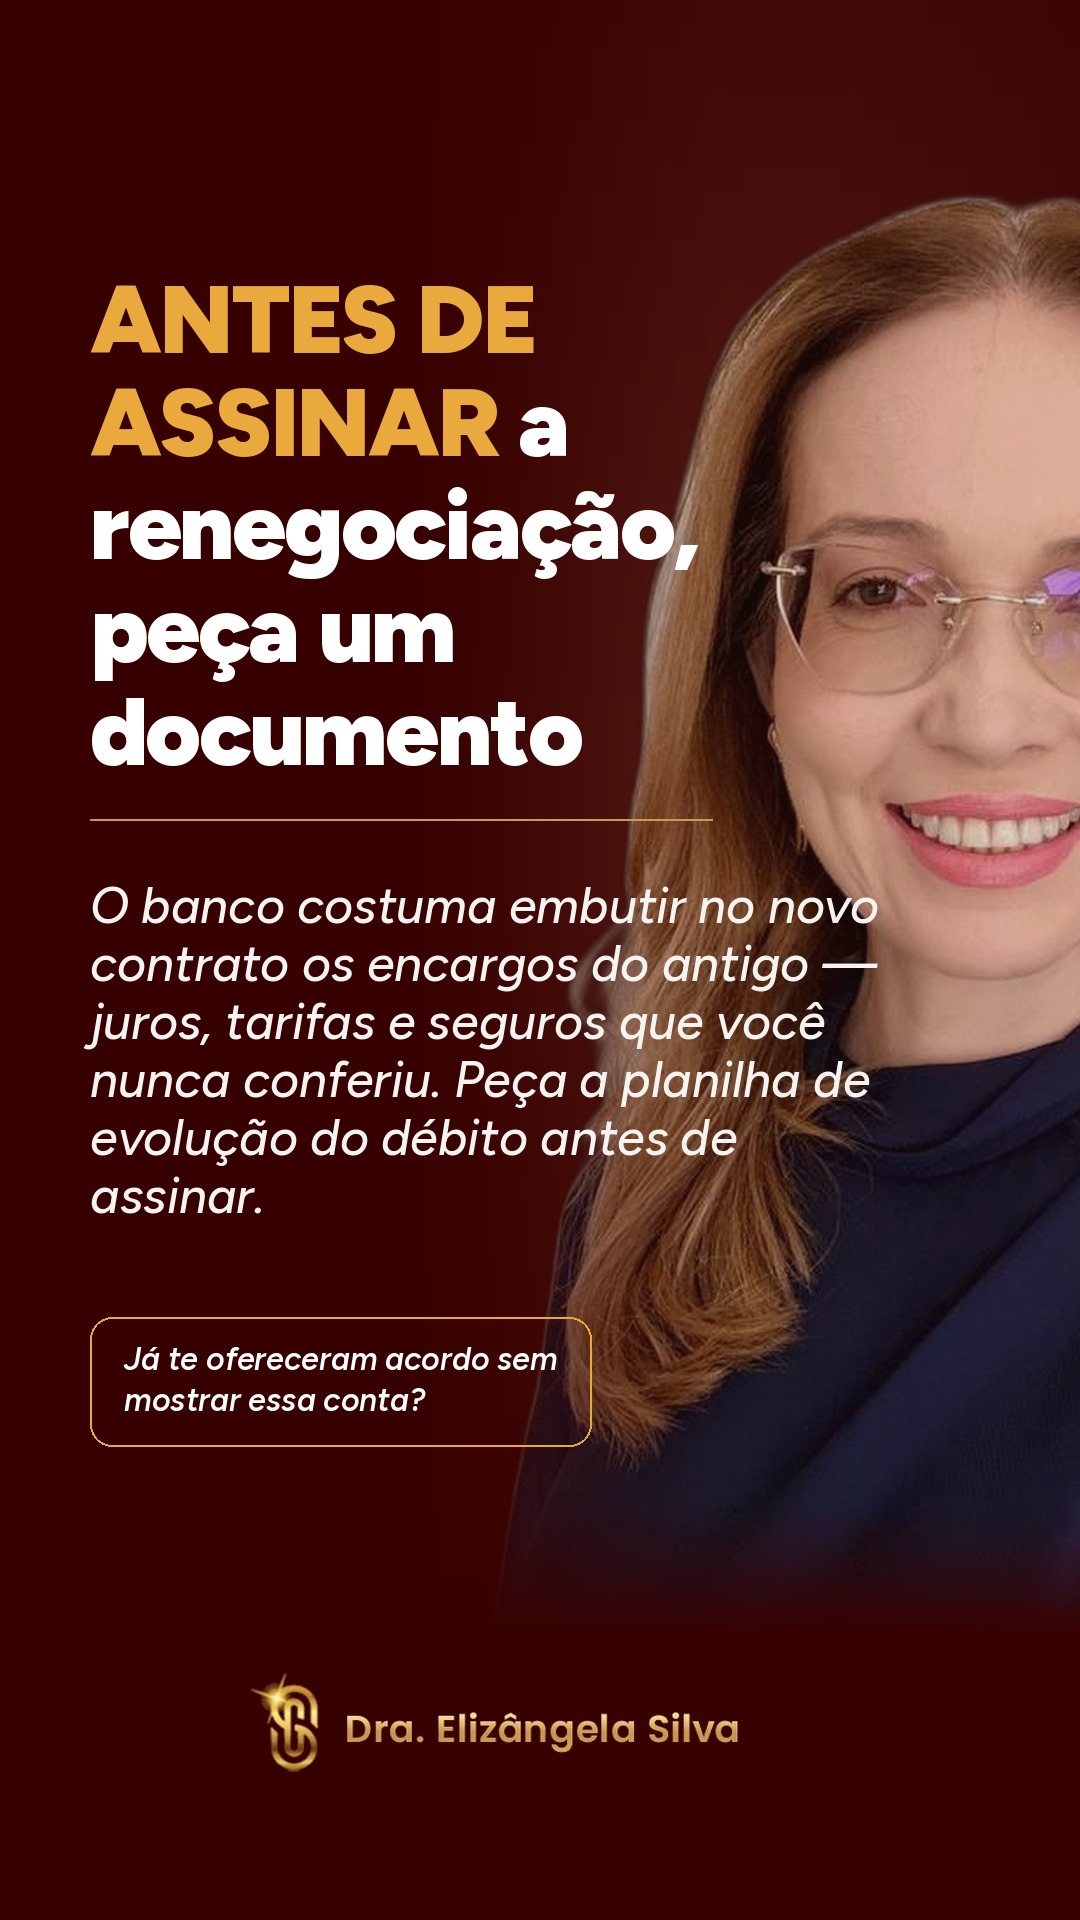 ANTES DE
ASSINAR a
renegociação,
peça um
documento
O banco costuma embutir no novo
contrato os encargos do antigo —
juros, tarifas e seguros que você
nunca conferiu. Peça a planilha de
evolução do débito antes de
assinar.
Já te ofereceram acordo sem
mostrar essa conta?
Dra. Elizângela Silva